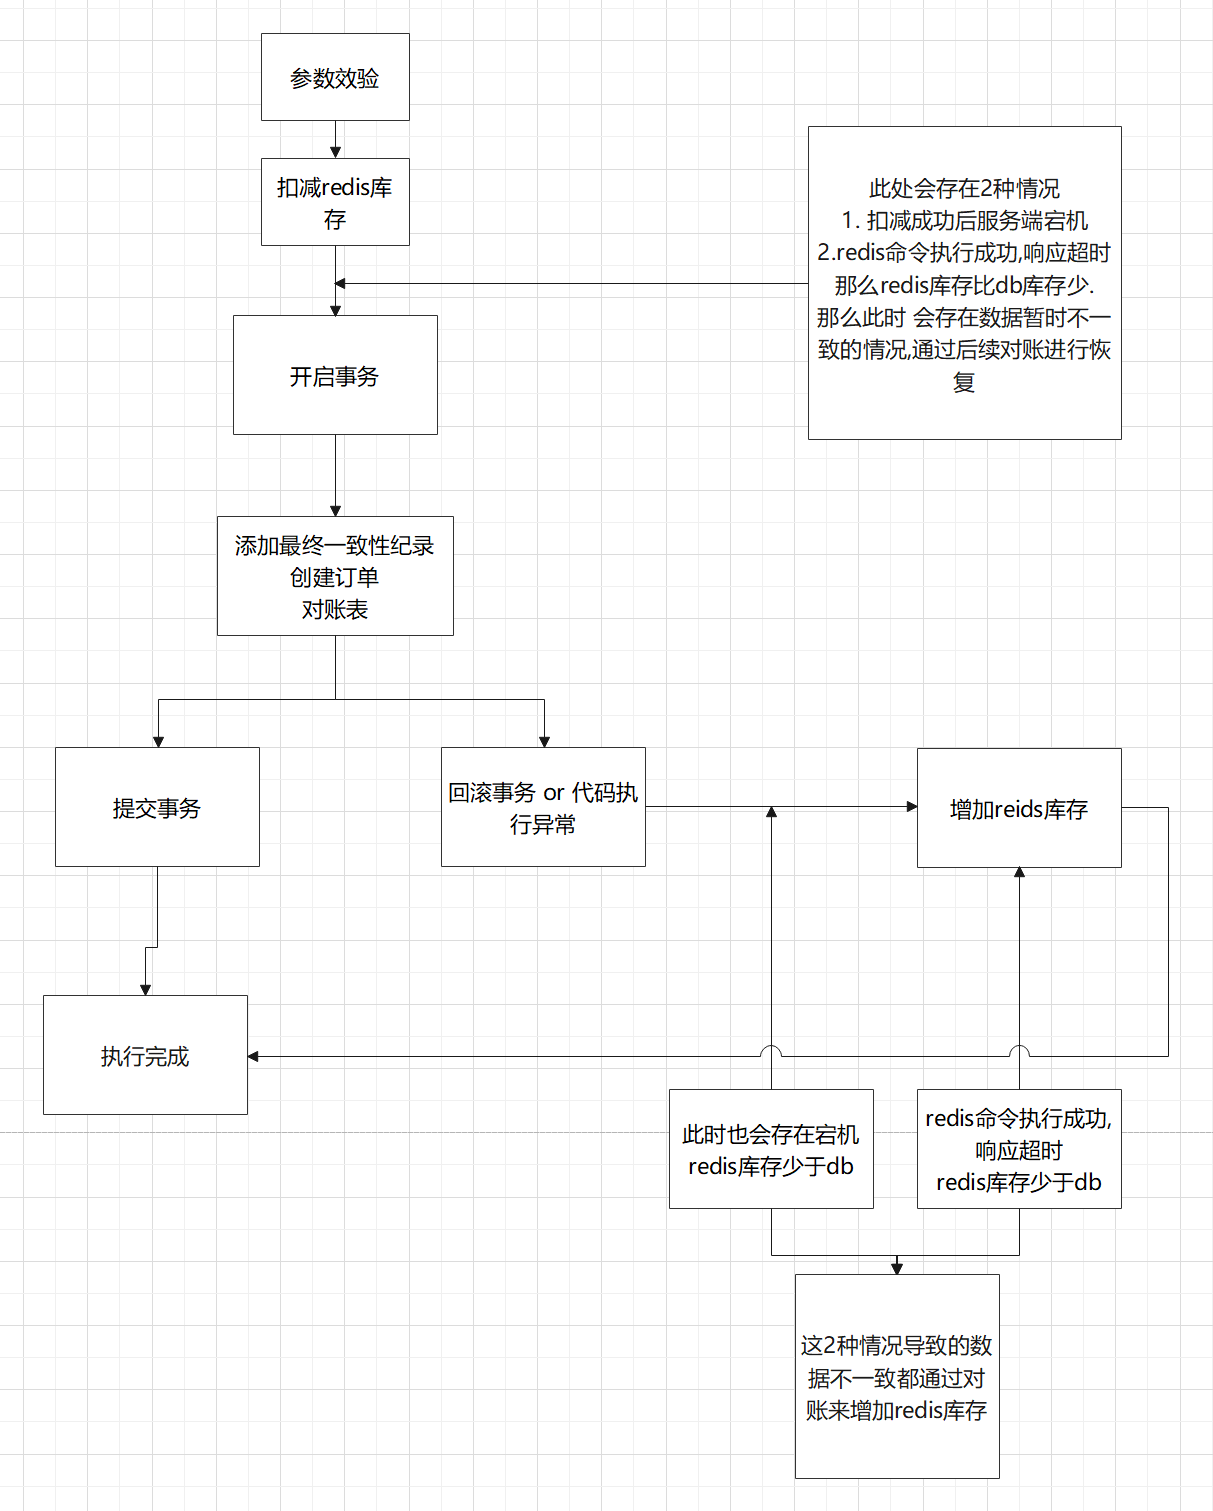 参数效验
扣减redis库
存
此处会存在2种情况
1. 扣减成功后服务端宕机
2.redis命令执行成功,响应超时
那么redis库存比db库存少.
那么此时 会存在数据暂时不一
致的情况,通过后续对账进行恢
复
开启事务
添加最终一致性纪录
创建订单
对账表
提交事务
回滚事务 or 代码执
行异常
增加reids库存
执行完成
此时也会存在宕机
redis库存少于db
redis命令执行成功,
响应超时
redis库存少于db
这2种情况导致的数
据不一致都通过对
账来增加redis库存